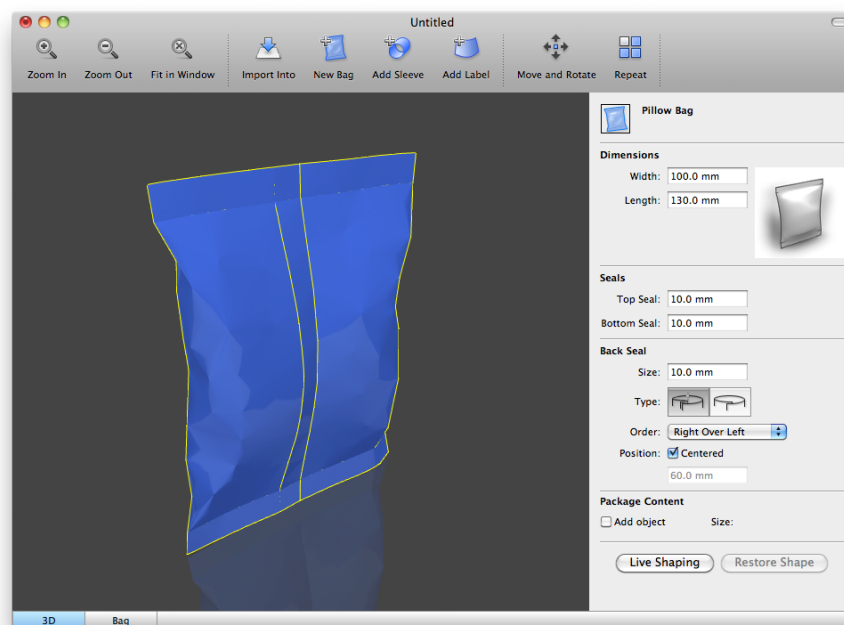 Untitled
Zoom In Zoom Out Fit in Window Import Into New Bag Add Sleeve Add Label Move and Rotate Repeat
Pillow Bag
Dimensions
Width: 100.0 mm
Length: 130.0 mm
Seals
Top Seal: 10.0 mm
Bottom Seal: 10.0 mm
Back Seal
Size: 10.0 mm
Type:
Order: Right Over Left
Position: Centered
60.0 mm
Package Content
Add object Size:
Live Shaping Restore Shape
3D Bag